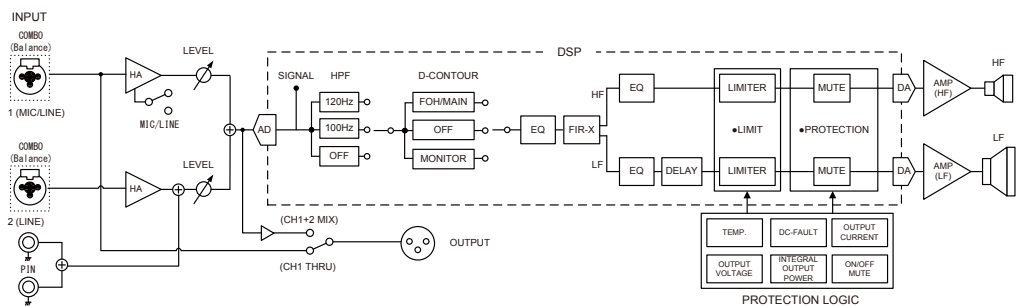 INPUT
COMBO
(Balance)
HA
LEVEL
MIC/LINE
1 (MIC/LINE)
COMBO
(Balance)
HA
LEVEL
2 (LINE)
PIN
DSP
AD
SIGNAL
HPF
120Hz
100Hz
OFF
D-CONTOUR
FOH/MAIN
OFF
MONITOR
EQ
FIR-X
HF
EQ
LF
EQ
DELAY
LIMITER
●LIMIT
LIMITER
MUTE
●PROTECTION
MUTE
DA
AMP
(HF)
HF
DA
AMP
(LF)
LF
(CH1+2 MIX)
(CH1 THRU)
OUTPUT
TEMP.
DC-FAULT
OUTPUT
CURRENT
OUTPUT
VOLTAGE
INTEGRAL
OUTPUT
POWER
ON/OFF
MUTE
PROTECTION LOGIC